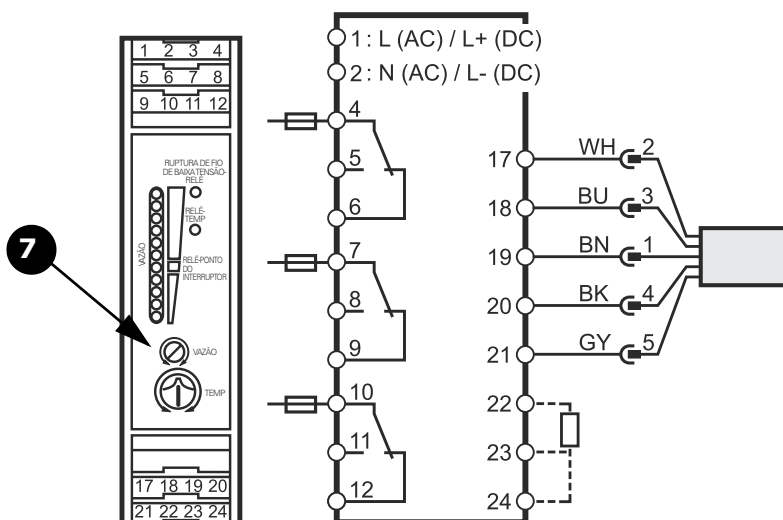 1 2 3 4
5 6 7 8
9 10 11 12
RUPTURA DE FIO
DE BAIXA TENSÃO-
RELÉ
RELÉ-
TEMP
VAZÃO
RELÉ-PONTO
DO
INTERRUPTOR
7
VAZÃO
TEMP
17 18 19 20
21 22 23 24
1: L (AC) / L+ (DC)
2: N (AC) / L- (DC)
4
5
6
7
8
9
10
11
12
17 WH 2
18 BU 3
19 BN 1
20 BK 4
21 GY 5
22
23
24